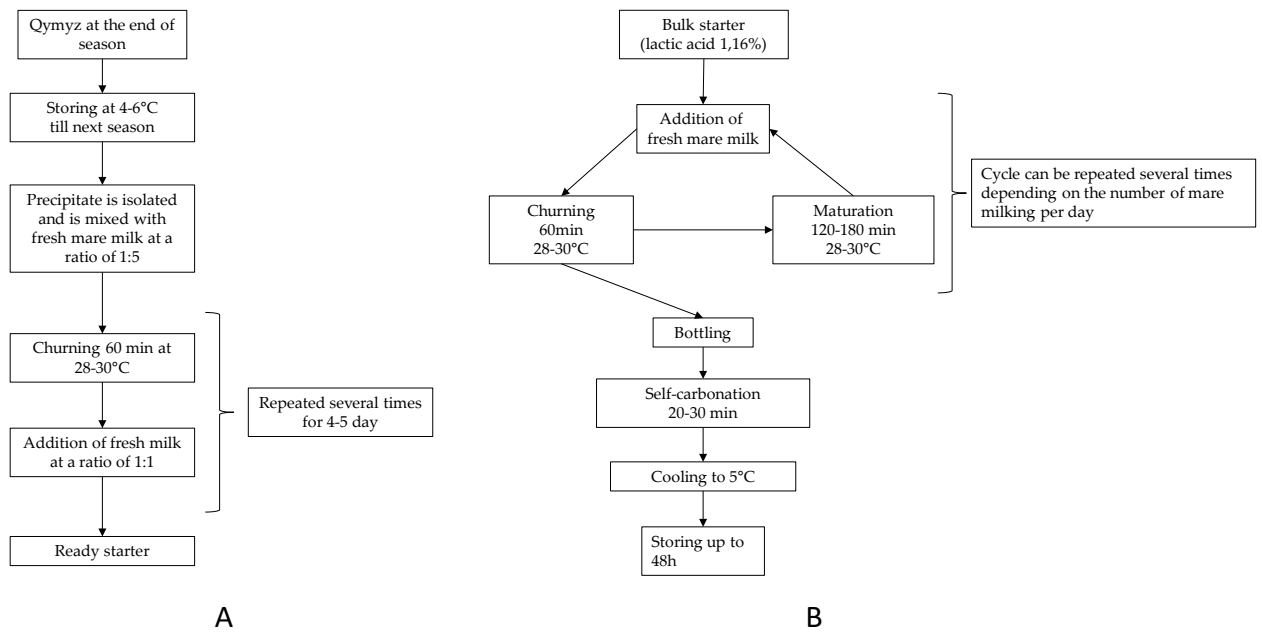 Qymyz at the end of
season
Storing at 4-6°C
till next season
Precipitate is isolated
and is mixed with
fresh mare milk at a
ratio of 1:5
Churning 60 min at
28-30°C
Addition of fresh milk
at a ratio of 1:1
Ready starter
Repeated several times
for 4-5 day
A
Bulk starter
(lactic acid 1,16%)
Addition of
fresh mare milk
Churning
60min
28-30°C
Maturation
120-180 min
28-30°C
Cycle can be repeated several times
depending on the number of mare
milking per day
Bottling
Self-carbonation
20-30 min
Cooling to 5°C
Storing up to
48h
B